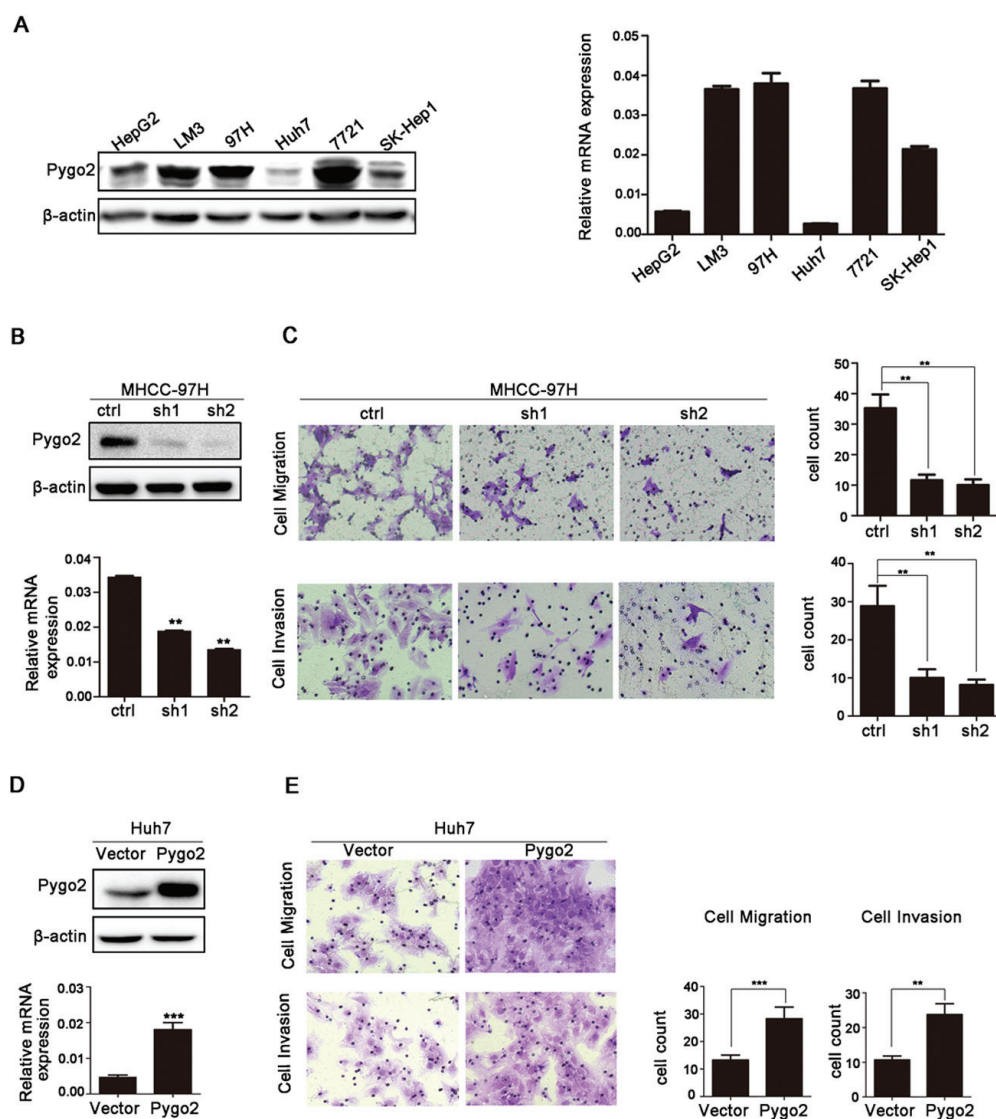 A
HepG2 LM3 97H Huh7 7721 SK-Hep1
Pygo2
β-actin
Relative mRNA expression
0.05
0.04
0.03
0.02
0.01
0.00
HepG2 LM3 97H Huh7 7721 SK-Hep1
B
MHCC-97H
ctrl sh1 sh2
Pygo2
β-actin
Relative mRNA
expression
0.04
0.03
0.02
0.01
0.00
** **
ctrl sh1 sh2
C
MHCC-97H
ctrl sh1 sh2
Cell Migration
Cell Invasion
cell count
50
40
30
20
10
0
**
**
ctrl sh1 sh2
cell count
40
30
20
10
0
**
**
ctrl sh1 sh2
D
Huh7
Vector Pygo2
Pygo2
β-actin
Relative mRNA
expression
0.03
0.02
0.01
0.00
***
Vector Pygo2
E
Huh7
Vector Pygo2
Cell Migration
Cell Invasion
Cell Migration
cell count
40
30
20
10
0
***
Vector Pygo2
Cell Invasion
cell count
30
20
10
0
**
Vector Pygo2